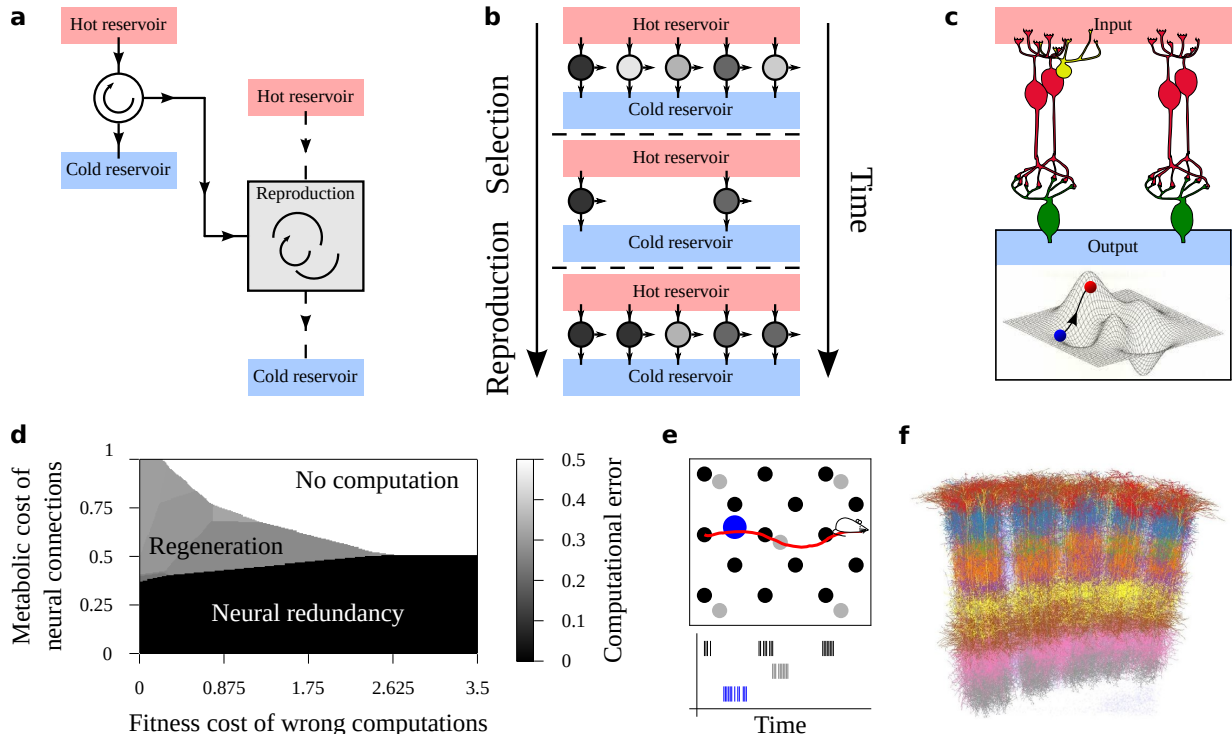 a
Hot reservoir
Cold reservoir
Hot reservoir
Reproduction
Cold reservoir
b
Selection
Reproduction
Hot reservoir
Cold reservoir
Hot reservoir
Cold reservoir
Hot reservoir
Cold reservoir
Time
c
Input
Output
d
Metabolic cost of
neural connections
1
0.75
0.5
0.25
0
No computation
Regeneration
Neural redundancy
0
0.875
1.75
2.625
3.5
Fitness cost of wrong computations
0.5
0.4
0.3
0.2
0.1
0
Computational error
e
Time
f